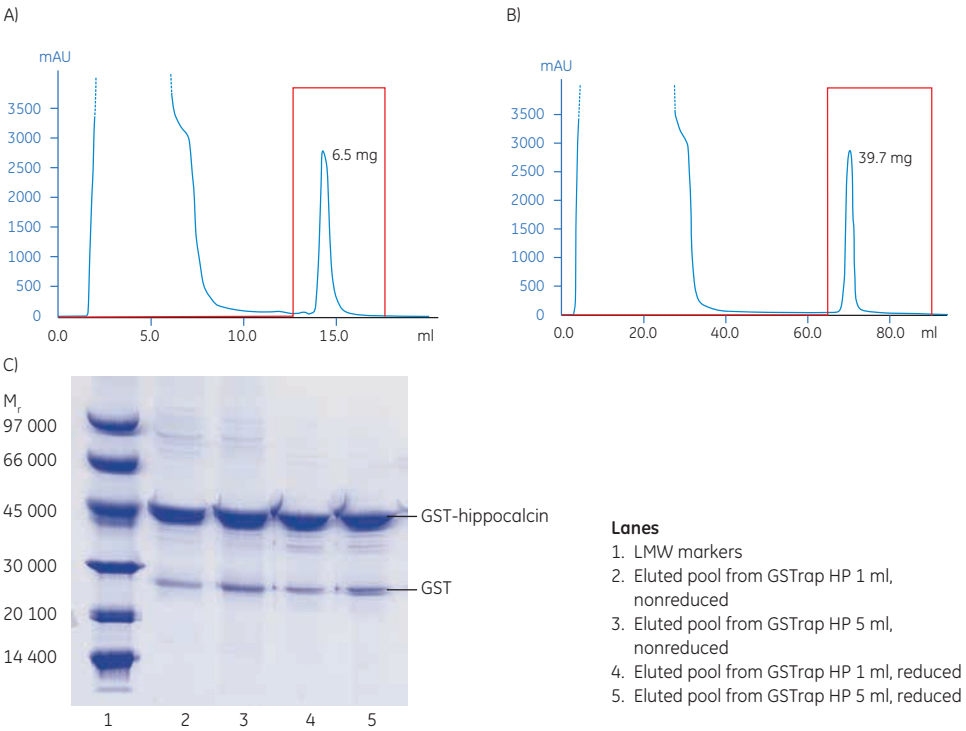 A)
mAU
3500
3000
2500
2000
1500
1000
500
0
6.5 mg
0.0 5.0 10.0 15.0 ml
B)
mAU
3500
3000
2500
2000
1500
1000
500
0
39.7 mg
0.0 20.0 40.0 60.0 80.0 ml
C)
Mr
97 000
66 000
45 000
30 000
20 100
14 400
GST-hippocalcin
GST
1 2 3 4 5
Lanes
1. LMW markers
2. Eluted pool from GSTrap HP 1 ml,
nonreduced
3. Eluted pool from GSTrap HP 5 ml,
nonreduced
4. Eluted pool from GSTrap HP 1 ml, reduced
5. Eluted pool from GSTrap HP 5 ml, reduced